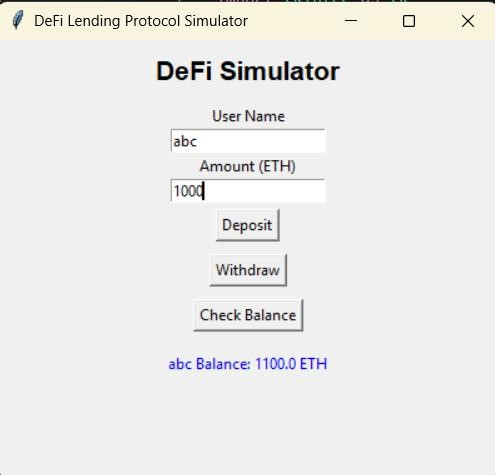 DeFi Lending Protocol Simulator
DeFi Simulator
User Name
abc
Amount (ETH)
1000
Deposit
Withdraw
Check Balance
abc Balance: 1100.0 ETH